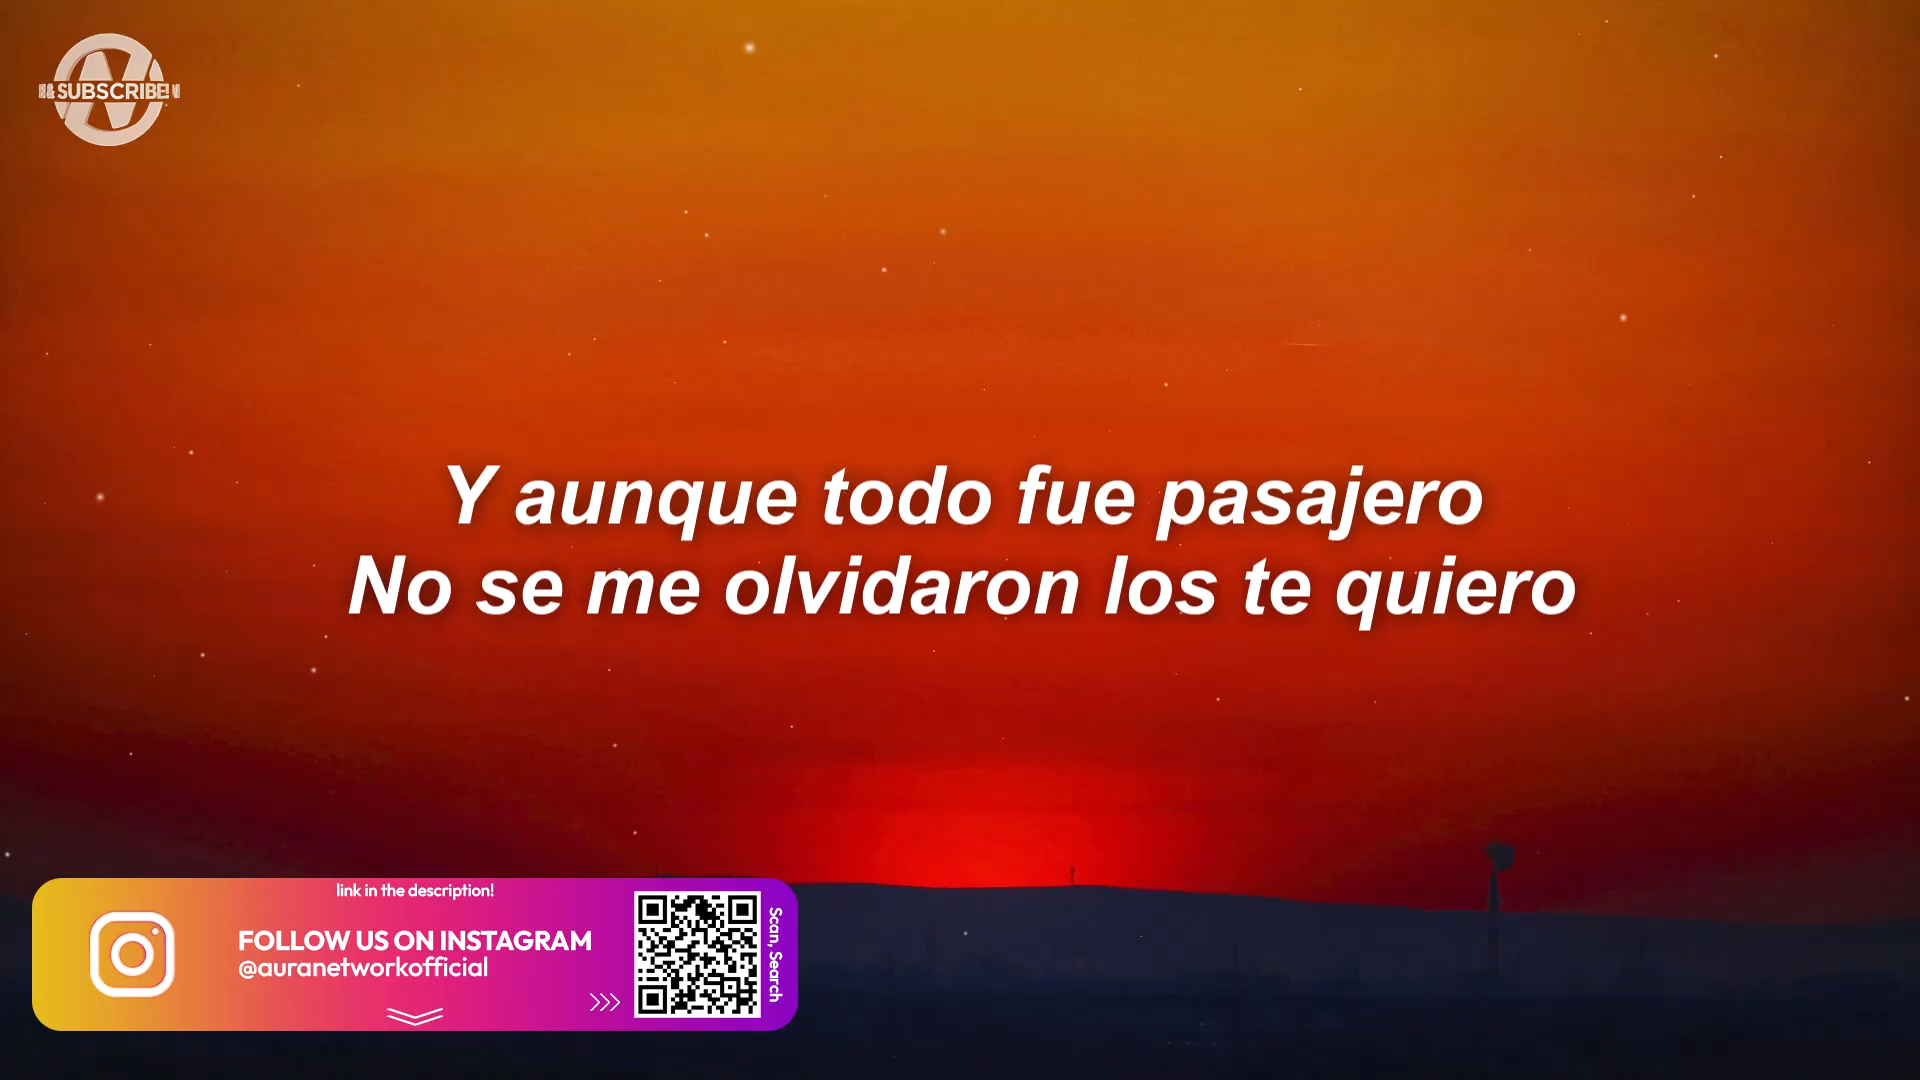 & SUBSCRIBE!
Y aunque todo fue pasajero
No se me olvidaron los te quiero
link in the description!
FOLLOW US ON INSTAGRAM
@auranetworkofficial
Scan, Search